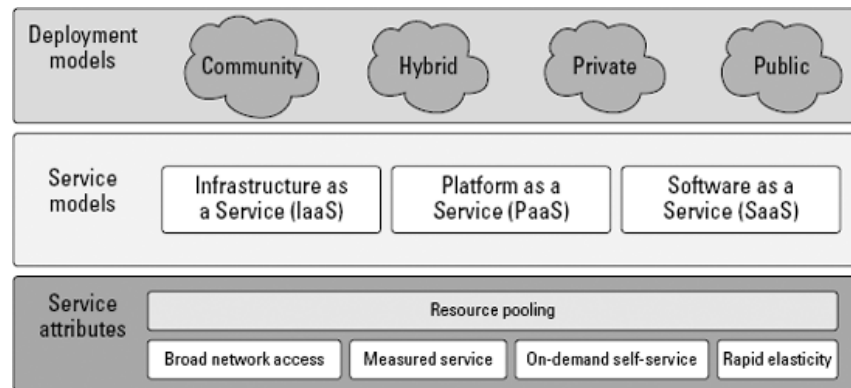 Deployment
models
Community
Hybrid
Private
Public
Service
models
Infrastructure as
a Service (IaaS)
Platform as a
Service (PaaS)
Software as a
Service (SaaS)
Service
attributes
Resource pooling
Broad network access
Measured service
On-demand self-service
Rapid elasticity